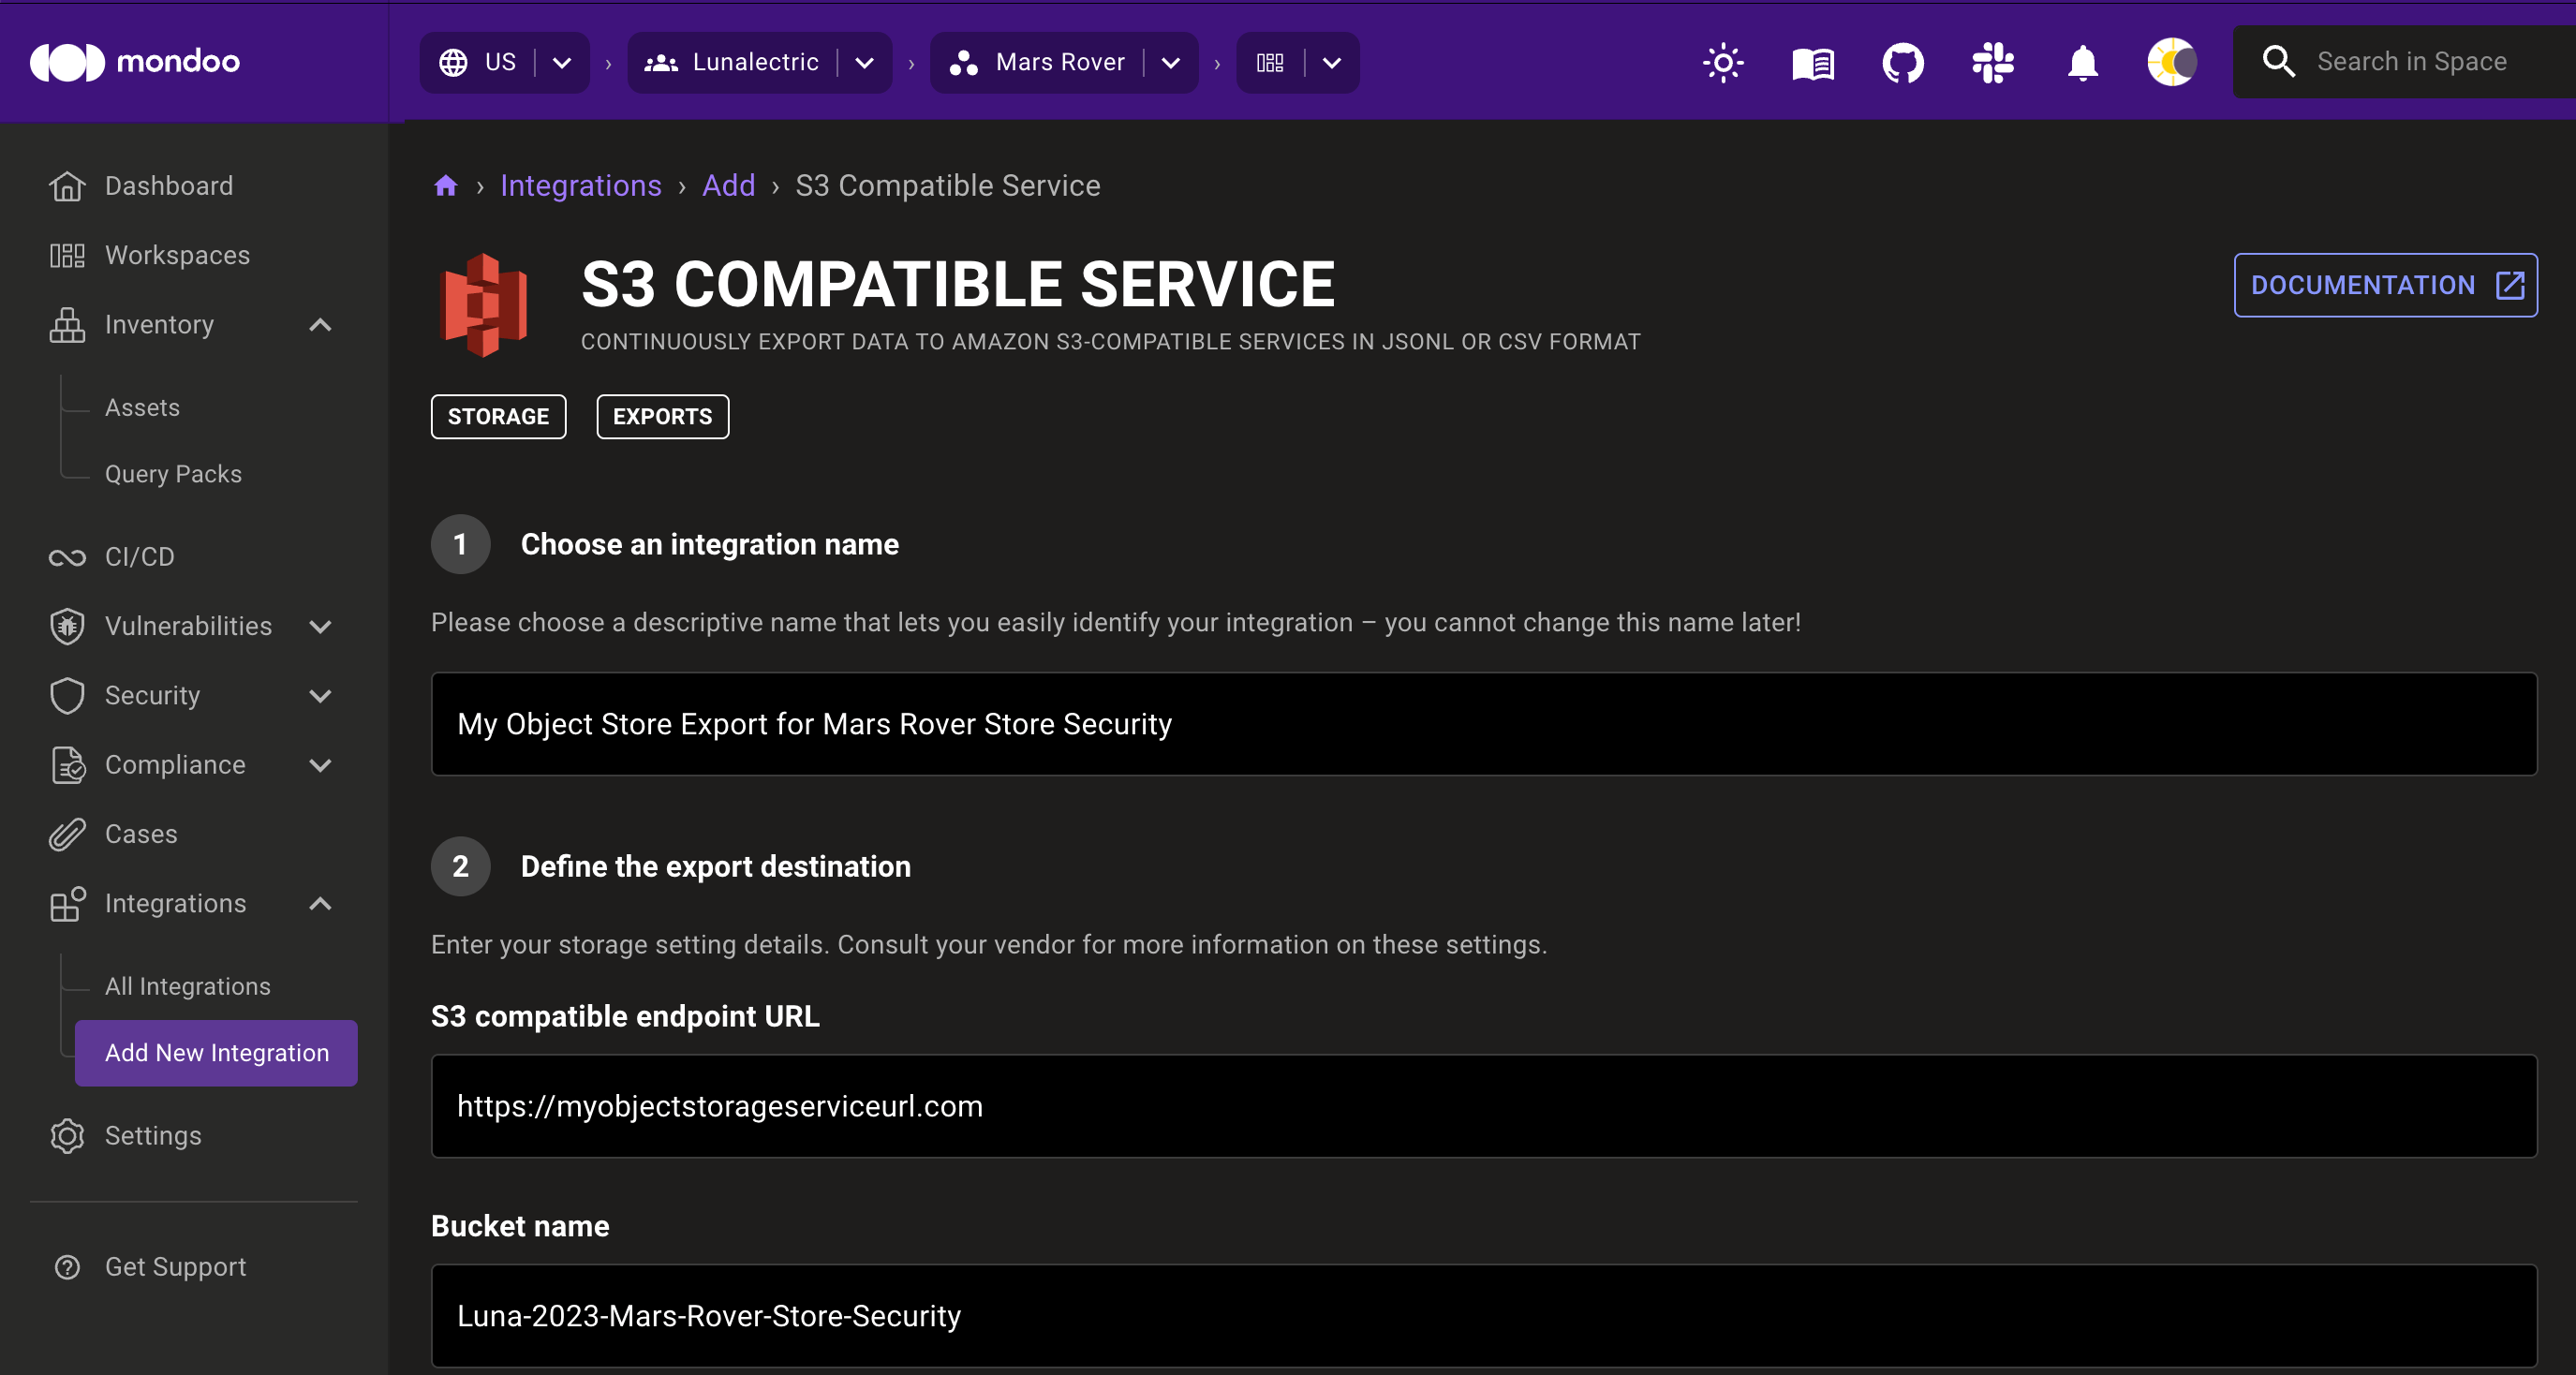 mondoo
US › Lunalectric › Mars Rover ›
Search in Space
Dashboard
Workspaces
Inventory
Assets
Query Packs
CI/CD
Vulnerabilities
Security
Compliance
Cases
Integrations
All Integrations
Add New Integration
Settings
Get Support
› Integrations › Add › S3 Compatible Service
S3 COMPATIBLE SERVICE
CONTINUOUSLY EXPORT DATA TO AMAZON S3-COMPATIBLE SERVICES IN JSONL OR CSV FORMAT
DOCUMENTATION
STORAGE
EXPORTS
1 Choose an integration name
Please choose a descriptive name that lets you easily identify your integration – you cannot change this name later!
My Object Store Export for Mars Rover Store Security
2 Define the export destination
Enter your storage setting details. Consult your vendor for more information on these settings.
S3 compatible endpoint URL
https://myobjectstorageserviceurl.com
Bucket name
Luna-2023-Mars-Rover-Store-Security